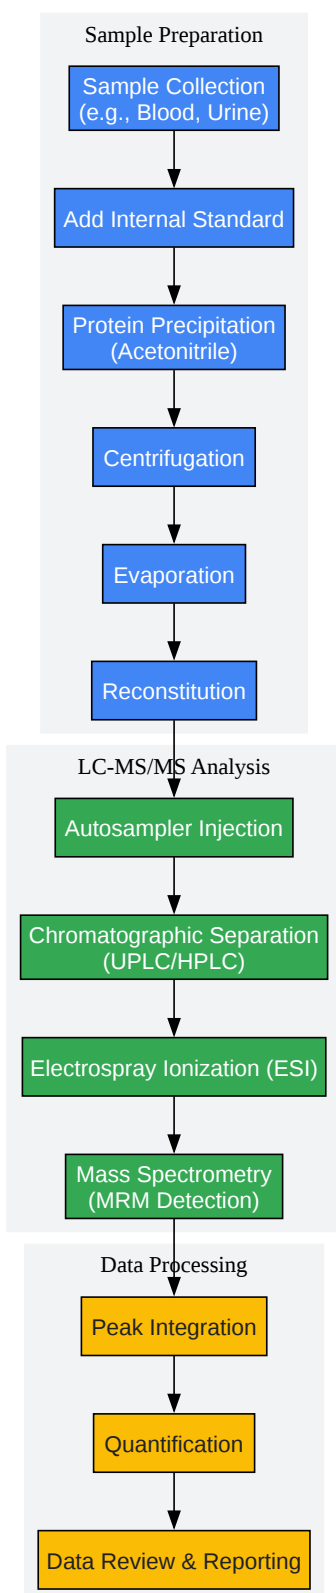 Sample Preparation
Sample Collection
(e.g., Blood, Urine)
Add Internal Standard
Protein Precipitation
(Acetonitrile)
Centrifugation
Evaporation
Reconstitution
LC-MS/MS Analysis
Autosampler Injection
Chromatographic Separation
(UPLC/HPLC)
Electrospray Ionization (ESI)
Mass Spectrometry
(MRM Detection)
Data Processing
Peak Integration
Quantification
Data Review & Reporting